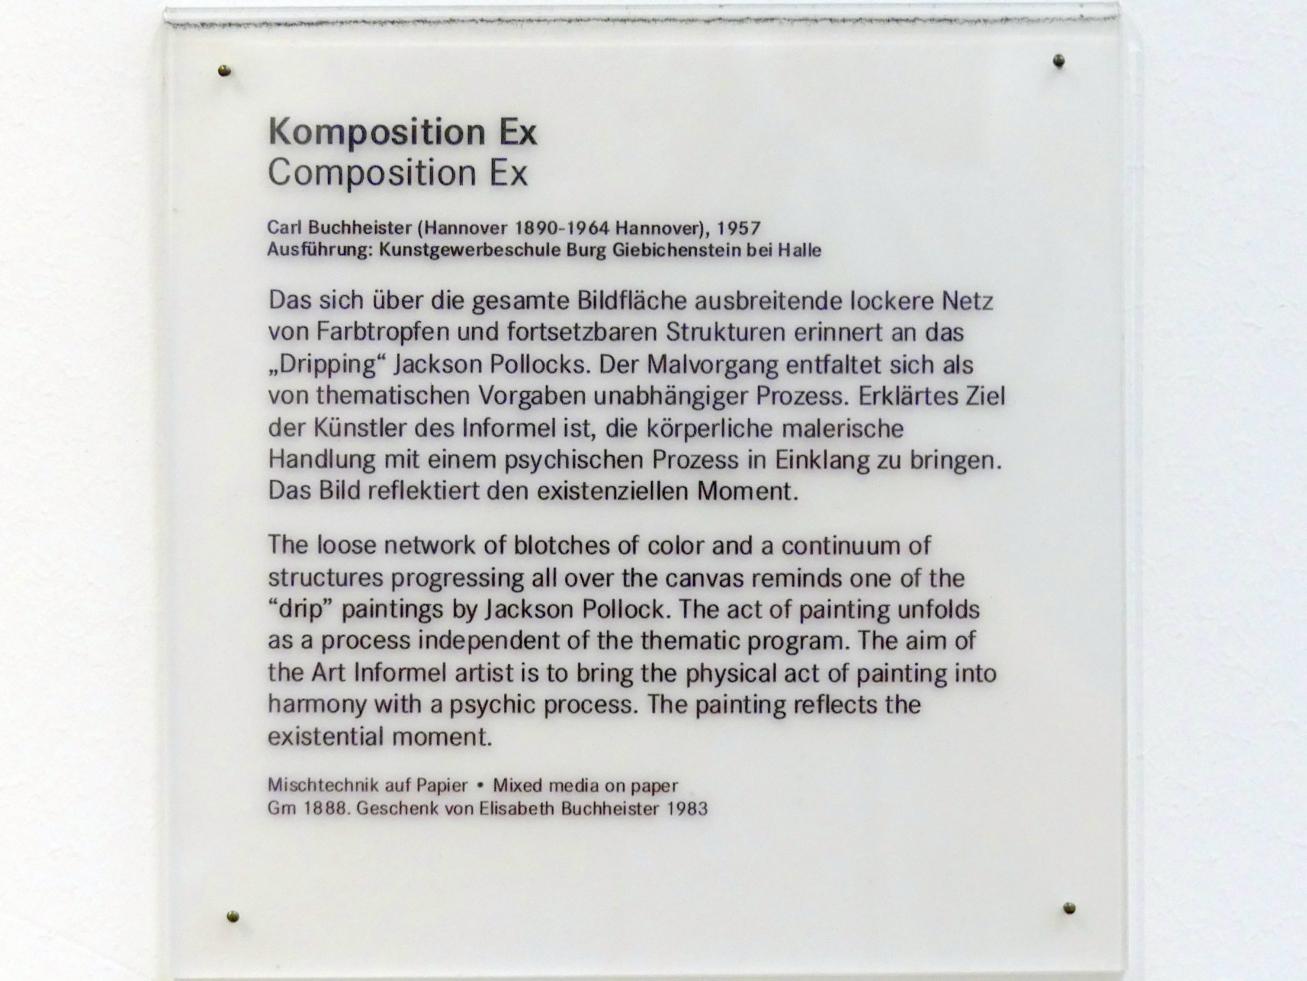 Komposition Ex
Composition Ex
Carl Buchheister (Hannover 1890-1964 Hannover), 1957
Ausführung: Kunstgewerbeschule Burg Giebichenstein bei Halle
Das sich über die gesamte Bildfläche ausbreitende lockere Netz
von Farbtropfen und fortsetzbaren Strukturen erinnert an das
„Dripping“ Jackson Pollocks. Der Malvorgang entfaltet sich als
von thematischen Vorgaben unabhängiger Prozess. Erklärtes Ziel
der Künstler des Informel ist, die körperliche malerische
Handlung mit einem psychischen Prozess in Einklang zu bringen.
Das Bild reflektiert den existenziellen Moment.
The loose network of blotches of color and a continuum of
structures progressing all over the canvas reminds one of the
“drip” paintings by Jackson Pollock. The act of painting unfolds
as a process independent of the thematic program. The aim of
the Art Informel artist is to bring the physical act of painting into
harmony with a psychic process. The painting reflects the
existential moment.
Mischtechnik auf Papier • Mixed media on paper
Gm 1888. Geschenk von Elisabeth Buchheister 1983